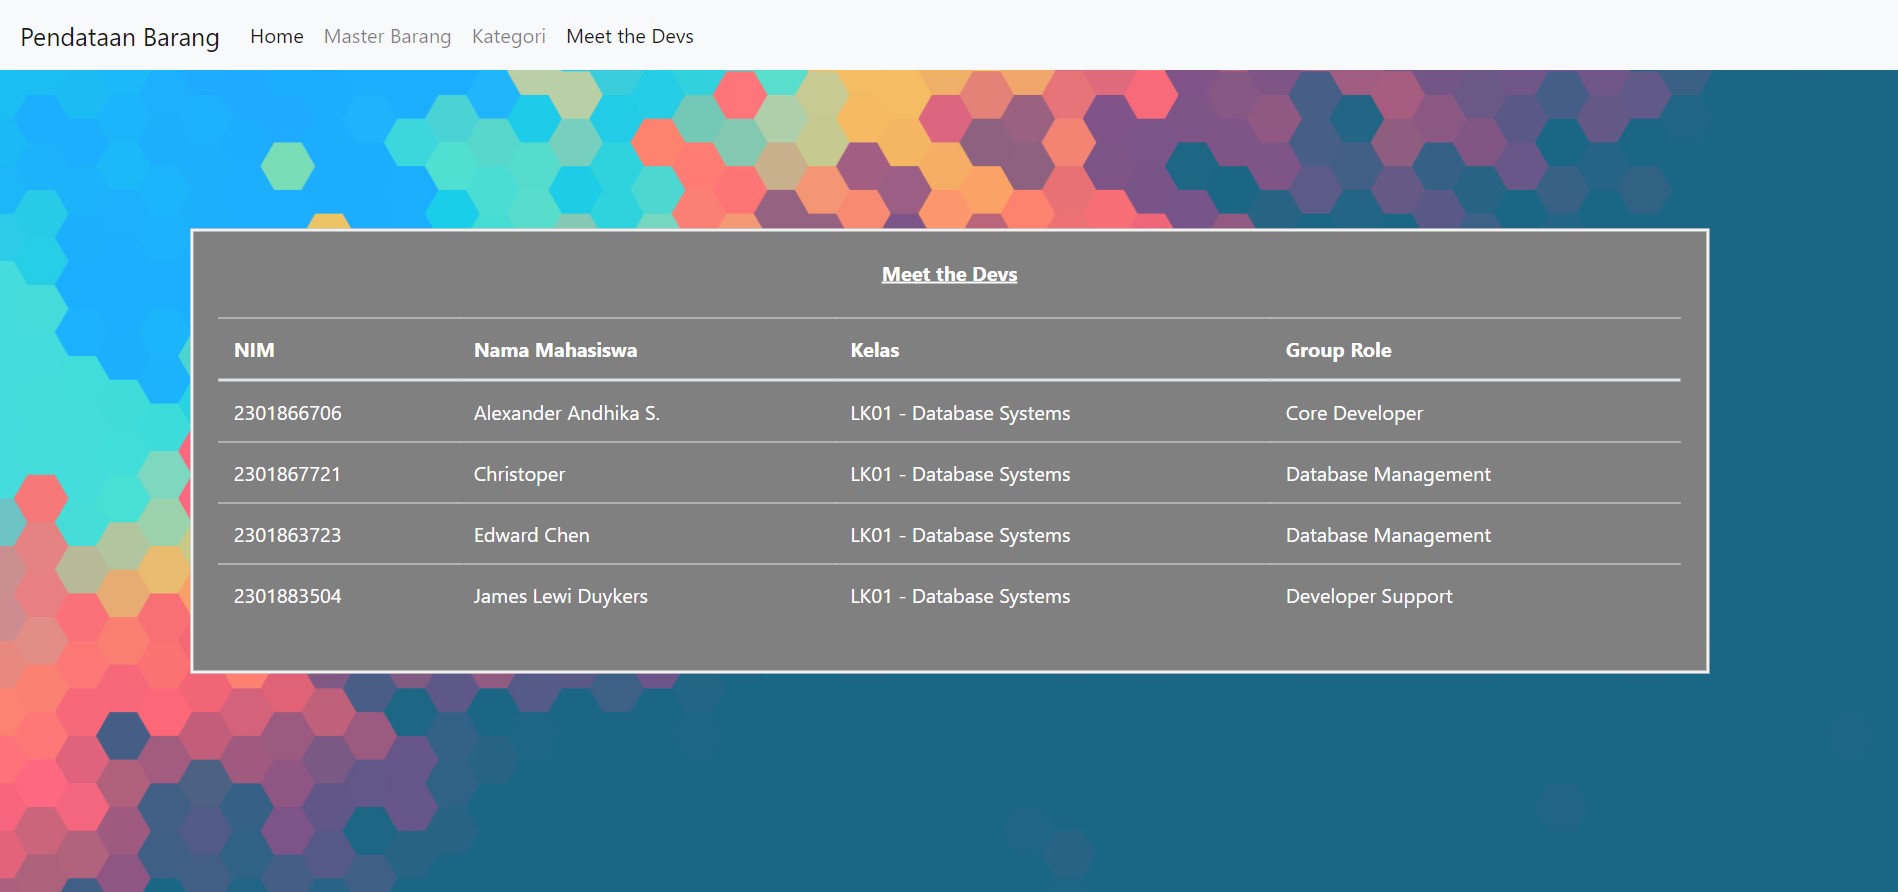 Pendataan Barang Home Master Barang Kategori Meet the Devs
Meet the Devs
NIM Nama Mahasiswa Kelas Group Role
2301866706 Alexander Andhika S. LK01 - Database Systems Core Developer
2301867721 Christoper LK01 - Database Systems Database Management
2301863723 Edward Chen LK01 - Database Systems Database Management
2301883504 James Lewi Duykers LK01 - Database Systems Developer Support